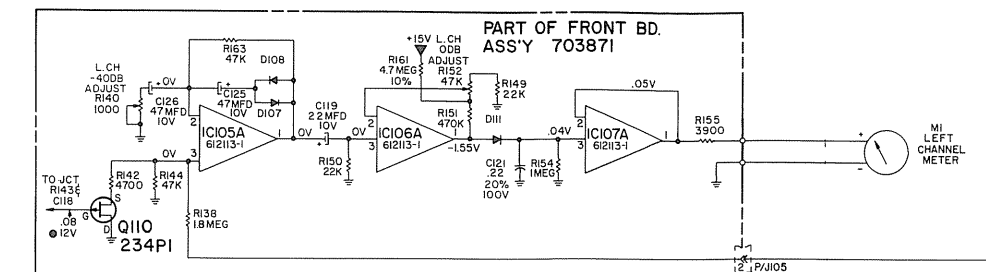 PART OF FRONT BD.
ASS'Y 703871
R163
47K
D108
L.CH
-40DB
ADJUST
R140
1000
+ 0V
C126
47MFD
10V
+ 0V
C125
47MFD
10V
D107
2
3
1
IC105A
612113-1
0V
0V
R142
4700
R144
47K
TO JCT.
R143¢
C118
G
S
D
.08
12V
Q110
234P1
R138
1.8MEG
C119
22MFD
10V
+
0V
R150
22K
+15V
R161
4.7MEG
10%
L.CH
0DB
ADJUST
R152
47K
R149
22K
R151
470K
2
3
1
IC106A
612113-1
-1.55V
D111
C121
.22
20%
100V
R154
1MEG
.04V
.05V
2
3
1
IC107A
612113-1
R155
3900
+
-
M1
LEFT
CHANNEL
METER
2
P/J105